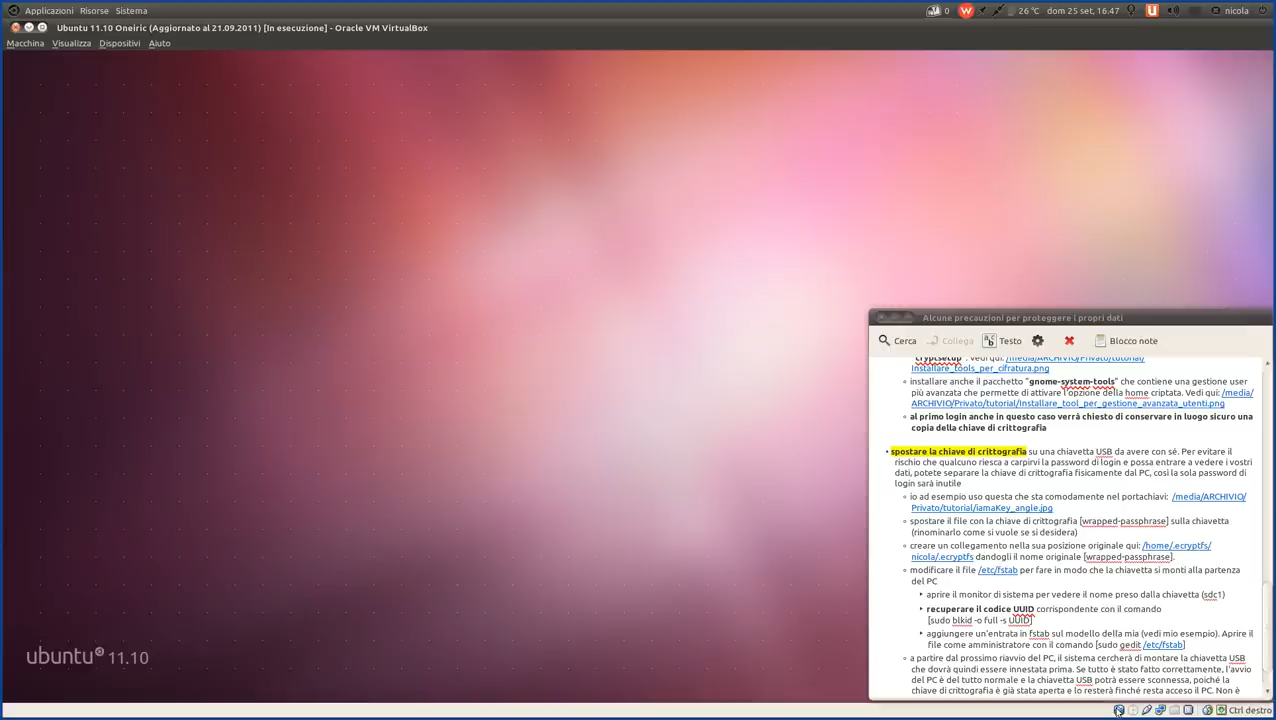 Applicazioni Risorse Sistema
0 26 °C dom 25 set, 16.47 nicola
Ubuntu 11.10 Oneiric (Aggiornato al 21.09.2011) [In esecuzione] - Oracle VM VirtualBox
Macchina Visualizza Dispositivi Aiuto
Alcune precauzioni per proteggere i propri dati
Cerca Collega Testo Blocco note
"cryptsetup". Vedi qui: /media/ARCHIVIO/Privato/tutorial/
Installare_tools_per_cifratura.png
installare anche il pacchetto "gnome-system-tools" che contiene una gestione user
più avanzata che permette di attivare l'opzione della home criptata. Vedi qui: /media/
ARCHIVIO/Privato/tutorial/Installare_tool_per_gestione_avanzata_utenti.png
al primo login anche in questo caso verrà chiesto di conservare in luogo sicuro una
copia della chiave di crittografia
• spostare la chiave di crittografia su una chiavetta USB da avere con sé. Per evitare il
rischio che qualcuno riesca a carpirvi la password di login e possa entrare a vedere i vostri
dati, potete separare la chiave di crittografia fisicamente dal PC, così la sola password di
login sarà inutile
io ad esempio uso questa che sta comodamente nel portachiavi: /media/ARCHIVIO/
Privato/tutorial/iamaKey_angle.jpg
spostare il file con la chiave di crittografia [wrapped-passphrase] sulla chiavetta
(rinominarlo come si vuole se si desidera)
creare un collegamento nella sua posizione originale qui: /home/.ecryptfs/
nicola/.ecryptfs dandogli il nome originale [wrapped-passphrase].
modificare il file /etc/fstab per fare in modo che la chiavetta si monti alla partenza
del PC
aprire il monitor di sistema per vedere il nome preso dalla chiavetta (sdc1)
recuperare il codice UUID corrispondente con il comando
[sudo blkid -o full -s UUID]
aggiungere un'entrata in fstab sul modello della mia (vedi mio esempio). Aprire il
file come amministratore con il comando [sudo gedit /etc/fstab]
a partire dal prossimo riavvio del PC, il sistema cercherà di montare la chiavetta USB
che dovrà quindi essere innestata prima. Se tutto è stato fatto correttamente, l'avvio
del PC è del tutto normale e la chiavetta USB potrà essere sconnessa, poiché la
chiave di crittografia è già stata aperta e lo resterà finché resta acceso il PC. Non è
ubuntu 11.10
Ctrl destro